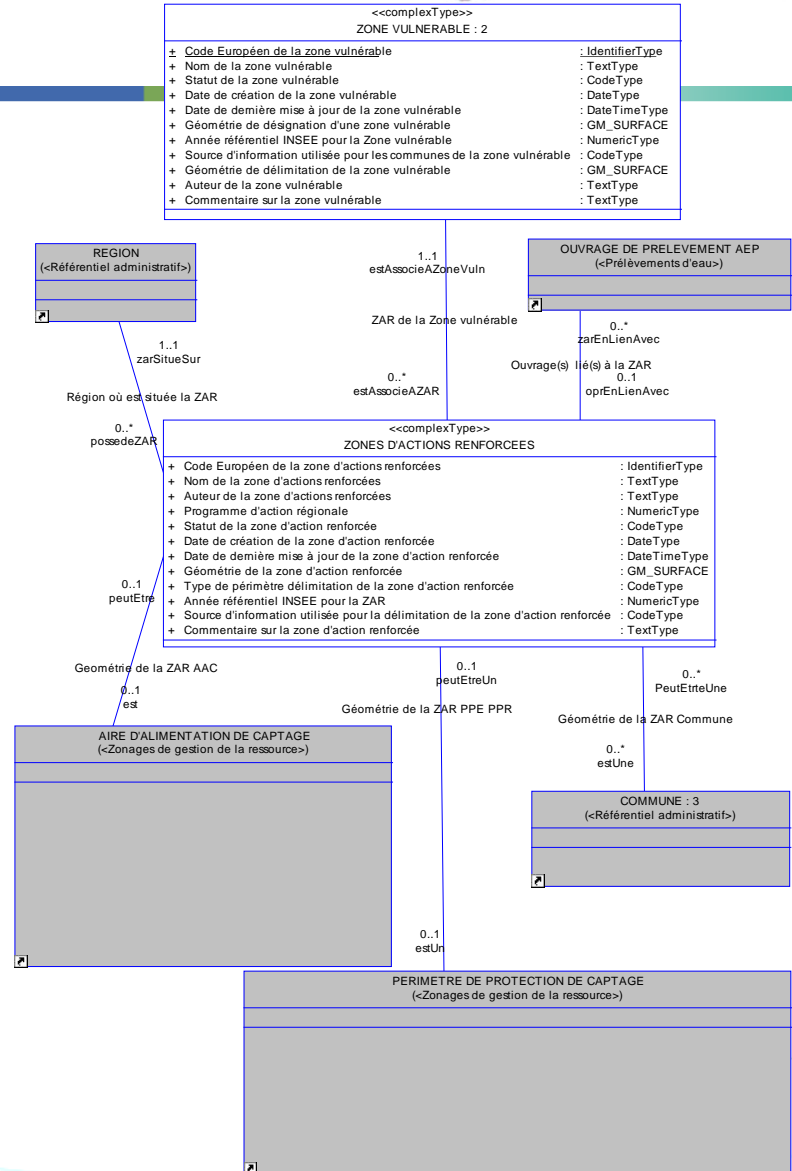 <<complexType>>
ZONE VULNERABLE : 2
+ Code Européen de la zone vulnérable : IdentifierType
+ Nom de la zone vulnérable : TextType
+ Statut de la zone vulnérable : CodeType
+ Date de création de la zone vulnérable : DateType
+ Date de dernière mise à jour de la zone vulnérable : DateTimeType
+ Géométrie de désignation d'une zone vulnérable : GM_SURFACE
+ Année référentiel INSEE pour la Zone vulnérable : NumericType
+ Source d'information utilisée pour les communes de la zone vulnérable : CodeType
+ Géométrie de délimitation de la zone vulnérable : GM_SURFACE
+ Auteur de la zone vulnérable : TextType
+ Commentaire sur la zone vulnérable : TextType
REGION
(<Référentiel administratif>)
1..1
estAssocieAZoneVuln
OUVRAGE DE PRELEVEMENT AEP
(<Prélèvements d'eau>)
ZAR de la Zone vulnérable
0..*
zarEnLienAvec
1..1
zarSitueSur
Ouvrage(s) lié(s) à la ZAR
0..*
estAssocieAZAR
0..1
oprEnLienAvec
Région où est située la ZAR
0..*
possedeZAR
<<complexType>>
ZONES D'ACTIONS RENFORCEES
+ Code Européen de la zone d'actions renforcées : IdentifierType
+ Nom de la zone d'actions renforcées : TextType
+ Auteur de la zone d'actions renforcées : TextType
+ Programme d'action régionale : NumericType
+ Statut de la zone d'action renforcée : CodeType
+ Date de création de la zone d'action renforcée : DateType
+ Date de dernière mise à jour de la zone d'action renforcée : DateTimeType
+ Géométrie de la zone d'action renforcée : GM_SURFACE
+ Type de périmètre délimitation de la zone d'action renforcée : CodeType
+ Année référentiel INSEE pour la ZAR : NumericType
+ Source d'information utilisée pour la délimitation de la zone d'action renforcée : CodeType
+ Commentaire sur la zone d'action renforcée : TextType
0..1
peutEtre
Geométrie de la ZAR AAC
0..1
est
0..1
peutEtreUn
Géométrie de la ZAR PPE PPR
0..*
PeutEtrteUne
Géométrie de la ZAR Commune
0..*
estUne
AIRE D'ALIMENTATION DE CAPTAGE
(<Zonages de gestion de la ressource>)
COMMUNE : 3
(<Référentiel administratif>)
0..1
estUn
PERIMETRE DE PROTECTION DE CAPTAGE
(<Zonages de gestion de la ressource>)